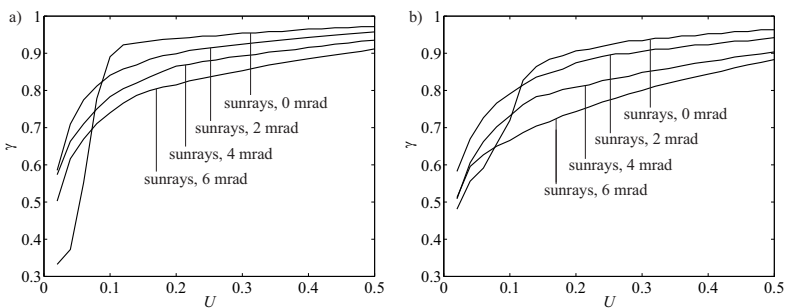 a)
1
0.9
0.8
0.7
0.6
0.5
0.4
0.3
γ
sunrays, 0 mrad
sunrays, 2 mrad
sunrays, 4 mrad
sunrays, 6 mrad
0 0.1 0.2 0.3 0.4 0.5
U
b)
1
0.9
0.8
0.7
0.6
0.5
0.4
0.3
γ
sunrays, 0 mrad
sunrays, 2 mrad
sunrays, 4 mrad
sunrays, 6 mrad
0 0.1 0.2 0.3 0.4 0.5
U